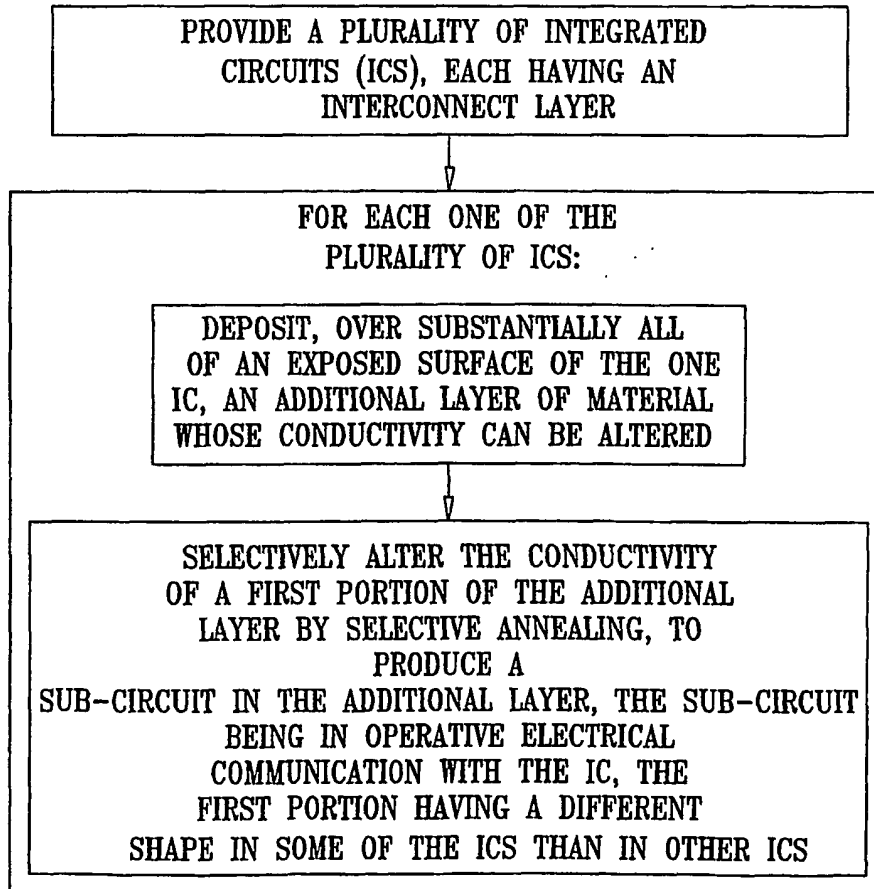 PROVIDE A PLURALITY OF INTEGRATED
CIRCUITS (ICS), EACH HAVING AN
INTERCONNECT LAYER
FOR EACH ONE OF THE
PLURALITY OF ICS:
DEPOSIT, OVER SUBSTANTIALLY ALL
OF AN EXPOSED SURFACE OF THE ONE
IC, AN ADDITIONAL LAYER OF MATERIAL
WHOSE CONDUCTIVITY CAN BE ALTERED
SELECTIVELY ALTER THE CONDUCTIVITY
OF A FIRST PORTION OF THE ADDITIONAL
LAYER BY SELECTIVE ANNEALING, TO
PRODUCE A
SUB-CIRCUIT IN THE ADDITIONAL LAYER, THE SUB-CIRCUIT
BEING IN OPERATIVE ELECTRICAL
COMMUNICATION WITH THE IC, THE
FIRST PORTION HAVING A DIFFERENT
SHAPE IN SOME OF THE ICS THAN IN OTHER ICS